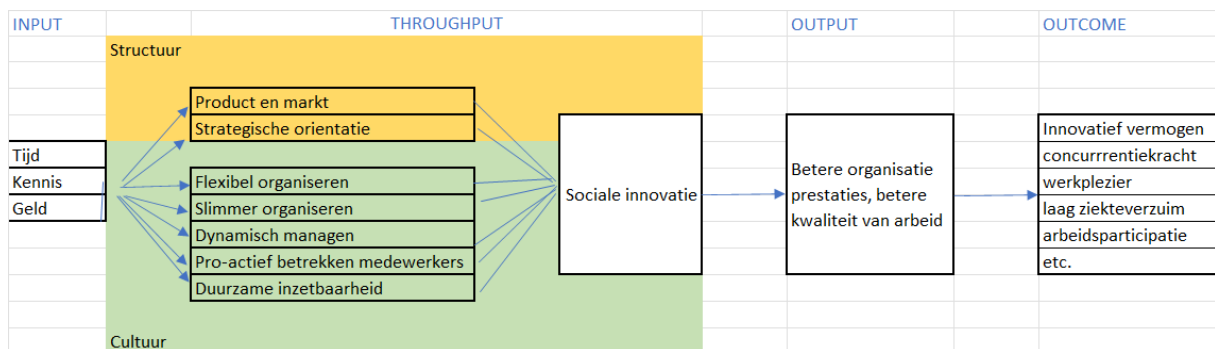 INPUT THROUGHPUT OUTPUT OUTCOME
Structuur
Product en markt
Strategische orientatie
Tijd
Kennis
Geld
Flexibel organiseren
Slimmer organiseren
Dynamisch managen
Pro-actief betrekken medewerkers
Duurzame inzetbaarheid
Cultuur
Sociale innovatie
Betere organisatie
prestaties, betere
kwaliteit van arbeid
Innovatief vermogen
concurrrentiekracht
werkplezier
laag ziekteverzuim
arbeidsparticipatie
etc.